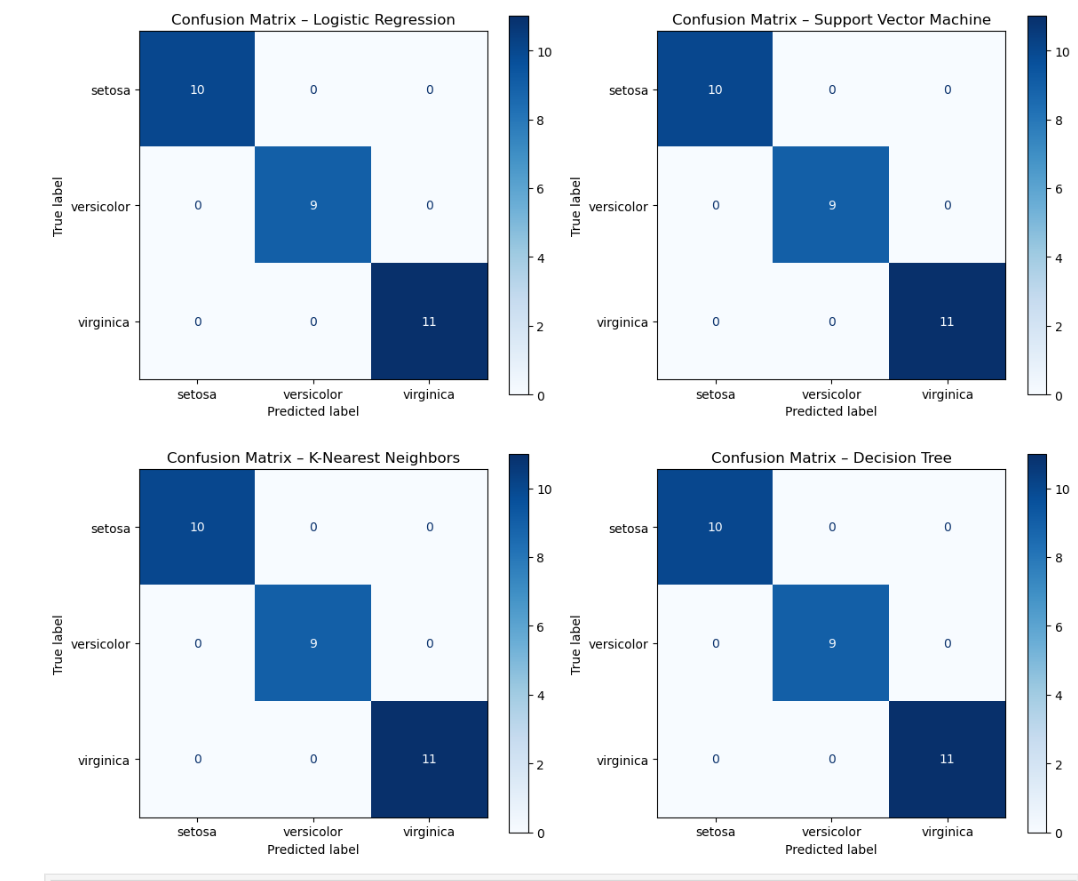 Confusion Matrix – Logistic Regression
10 0 0
0 9 0
0 0 11
setosa
versicolor
virginica
True label
setosa versicolor virginica
Predicted label
10
8
6
4
2
0
Confusion Matrix – Support Vector Machine
10 0 0
0 9 0
0 0 11
setosa
versicolor
virginica
True label
setosa versicolor virginica
Predicted label
10
8
6
4
2
0
Confusion Matrix – K-Nearest Neighbors
10 0 0
0 9 0
0 0 11
setosa
versicolor
virginica
True label
setosa versicolor virginica
Predicted label
10
8
6
4
2
0
Confusion Matrix – Decision Tree
10 0 0
0 9 0
0 0 11
setosa
versicolor
virginica
True label
setosa versicolor virginica
Predicted label
10
8
6
4
2
0